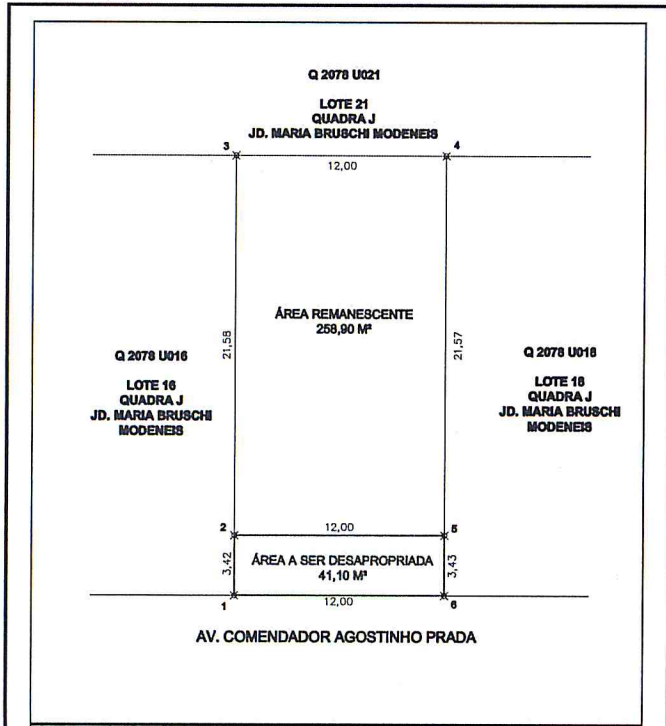 Q 2078 U021
LOTE 21
QUADRA J
JD. MARIA BRUSCHI MODENEIS
3
4
12,00
ÁREA REMANESCENTE
258,90 M²
21,58
21,57
Q 2078 U016
LOTE 16
QUADRA J
JD. MARIA BRUSCHI
MODENEIS
Q 2078 U018
LOTE 18
QUADRA J
JD. MARIA BRUSCHI
MODENEIS
2
12,00
5
3,42
ÁREA A SER DESAPROPRIADA
41,10 M²
3,43
1
12,00
6
AV. COMENDADOR AGOSTINHO PRADA